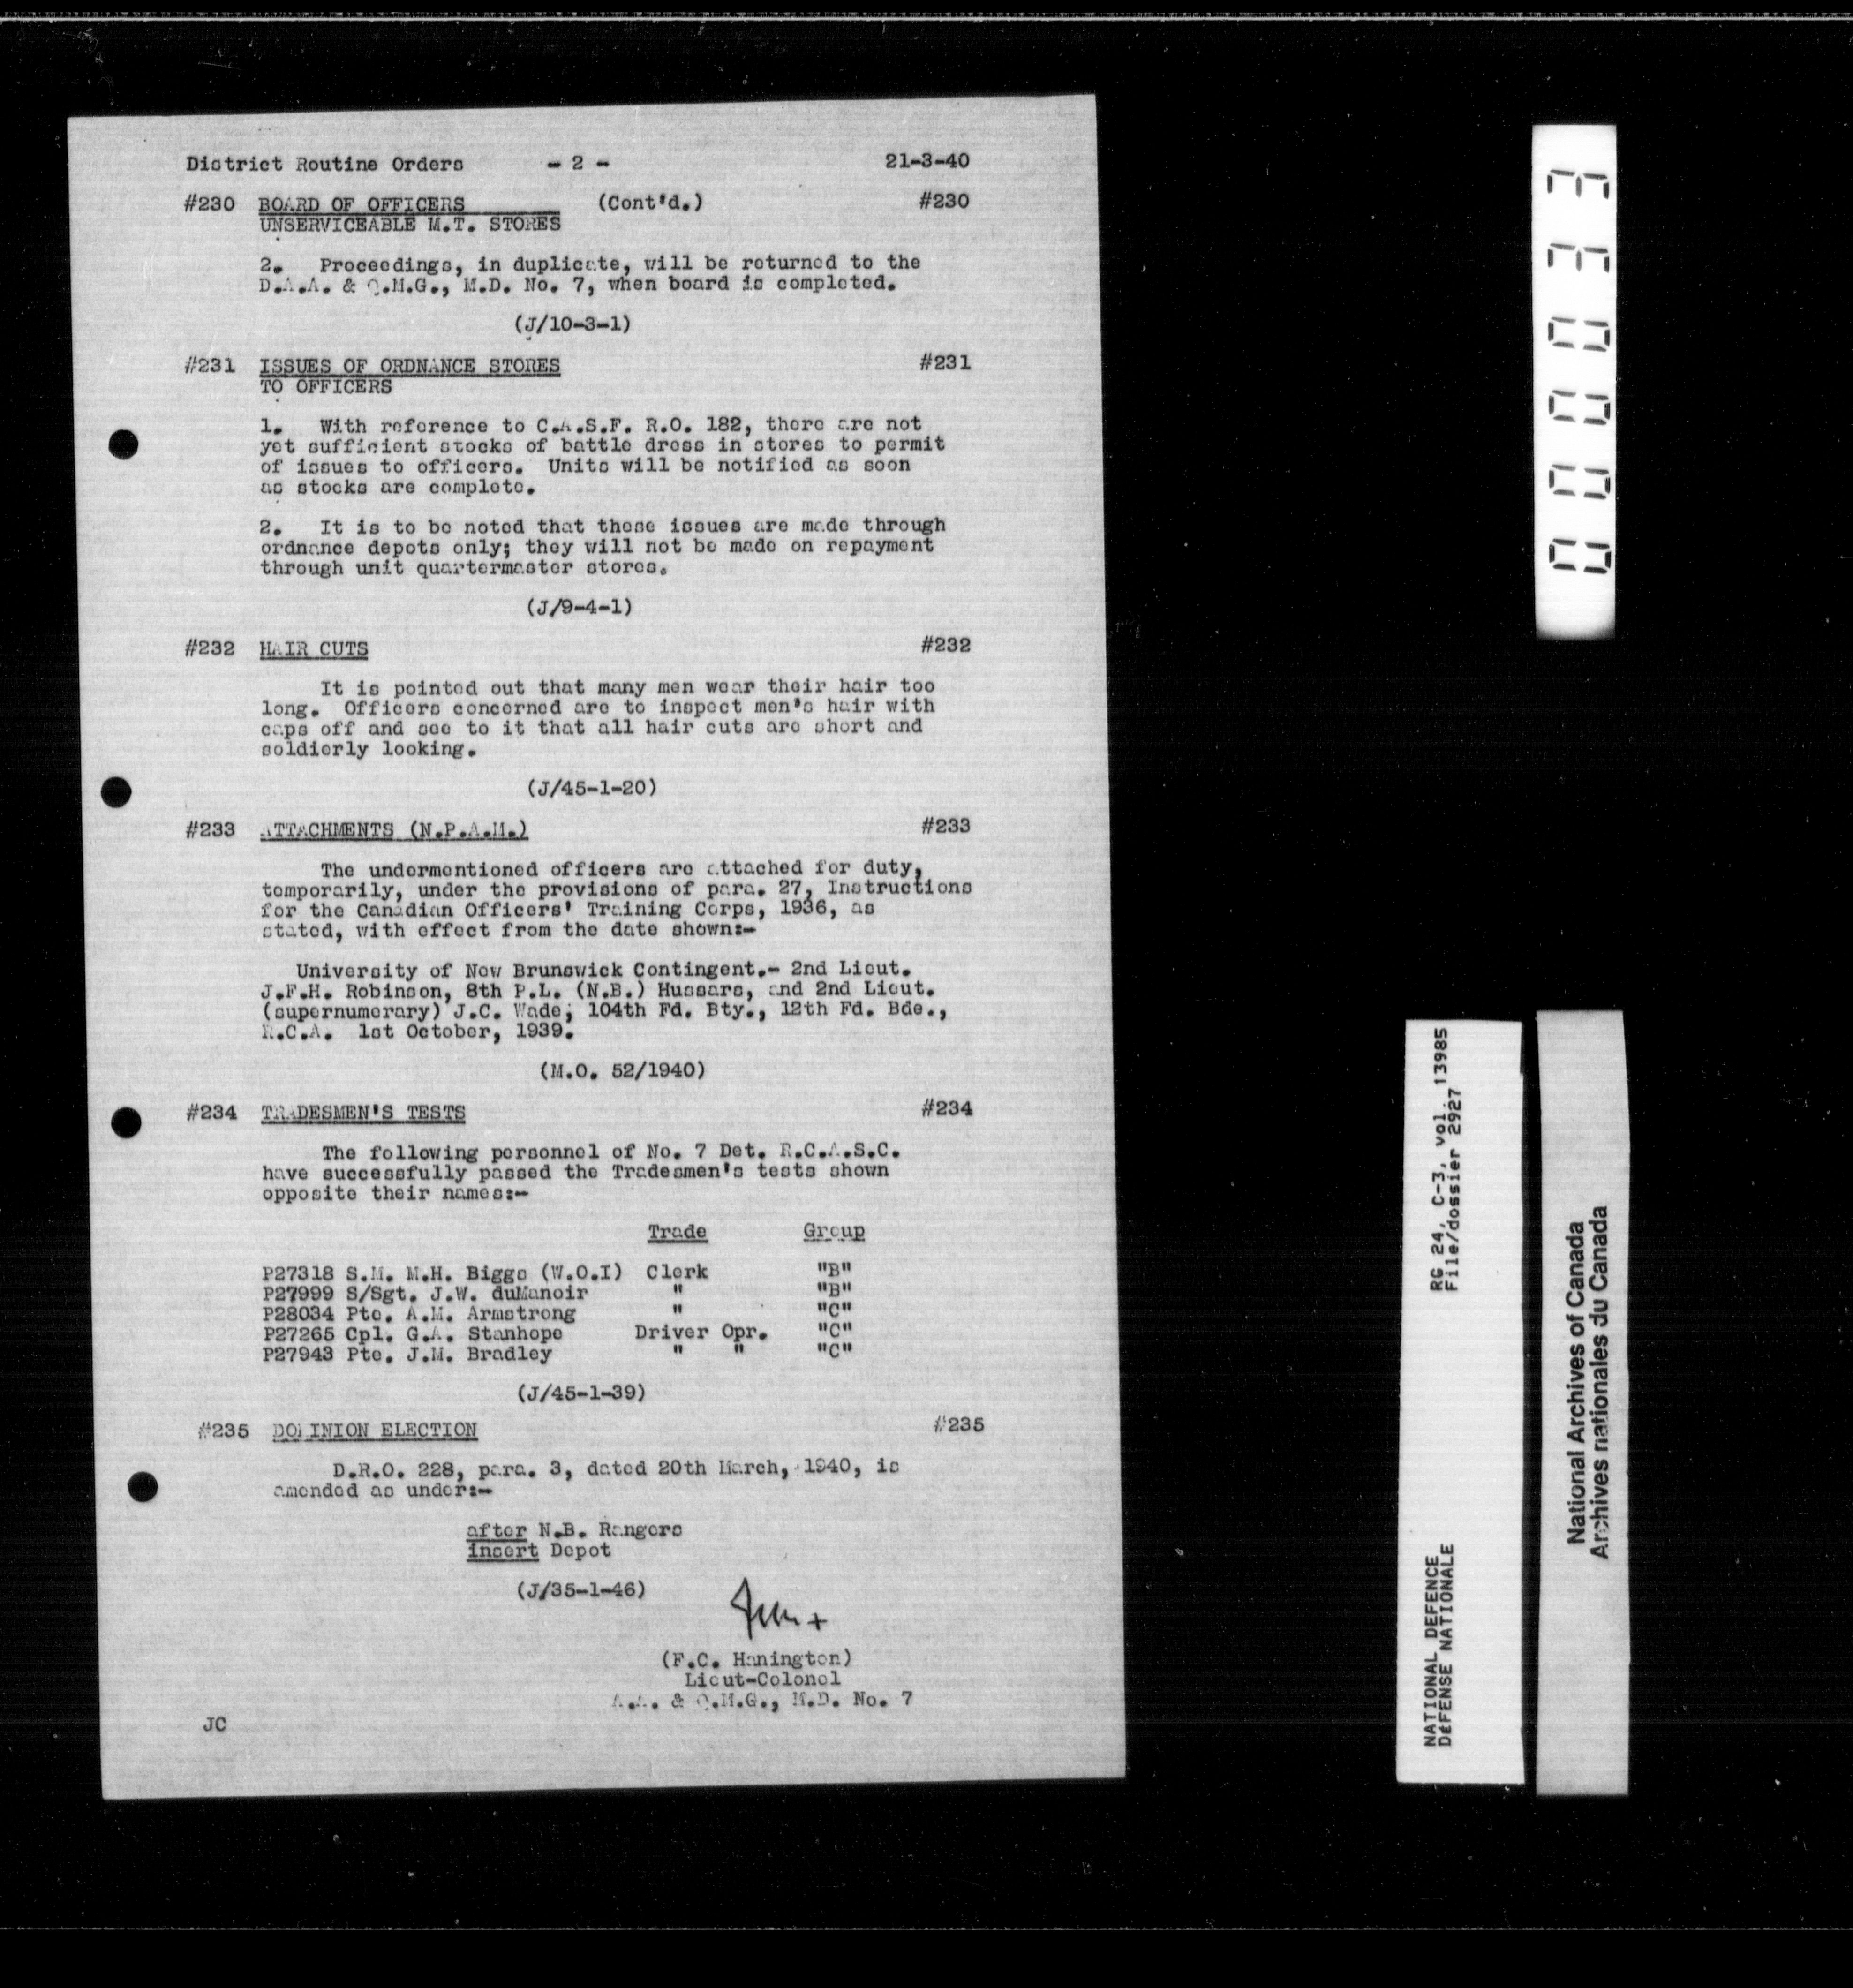 District Routine Orders - 2 - 21-3-40
#230 BOARD OF OFFICERS (Cont'd.) #230
UNSERVICEABLE M.T. STORES
2. Proceedings, in duplicate, will be returned to the
D.A.A. & Q.M.G., M.D. No. 7, when board is completed.
(J/10-3-1)
#231 ISSUES OF ORDNANCE STORES #231
TO OFFICERS
1. With reference to C.A.S.F. R.O. 182, there are not
yet sufficient stocks of battle dress in stores to permit
of issues to officers. Units will be notified as soon
as stocks are complete.
2. It is to be noted that these issues are made through
ordnance depots only; they will not be made on repayment
through unit quartermaster stores.
(J/9-4-1)
#232 HAIR CUTS #232
It is pointed out that many men wear their hair too
long. Officers concerned are to inspect men's hair with
caps off and see to it that all hair cuts are short and
soldierly looking.
(J/45-1-20)
#233 ATTACHMENTS (N.P.A.M.) #233
The undermentioned officers are attached for duty,
temporarily, under the provisions of para. 27, Instructions
for the Canadian Officers' Training Corps, 1936, as
stated, with effect from the date shown:-
University of New Brunswick Contingent.- 2nd Lieut.
J.F.H. Robinson, 8th P.L. (N.B.) Hussars, and 2nd Lieut.
(supernumerary) J.C. Wade, 104th Fd. Bty., 12th Fd. Bde.,
R.C.A. 1st October, 1939.
(M.O. 52/1940)
#234 TRADESMEN'S TESTS #234
The following personnel of No. 7 Det. R.C.A.S.C.
have successfully passed the Tradesmen's tests shown
opposite their names:-
Trade Group
P27318 S.M. M.H. Biggs (W.O.I) Clerk "B"
P27999 S/Sgt. J.W. duManoir " "B"
P28034 Pte. A.M. Armstrong " "C"
P27265 Cpl. G.A. Stanhope Driver Opr. "C"
P27943 Pte. J.M. Bradley " " "C"
(J/45-1-39)
#235 DOMINION ELECTION #235
D.R.O. 228, para. 3, dated 20th March, 1940, is
amended as under:-
after N.B. Rangers
insert Depot
(J/35-1-46)
(F.C. Hanington)
Lieut-Colonel
A.A. & Q.M.G., M.D. No. 7
JC
000033
RG 24, C-3, vol. 13985
File/dossier 2927
NATIONAL DEFENCE
DÉFENSE NATIONALE
National Archives of Canada
Archives nationales du Canada